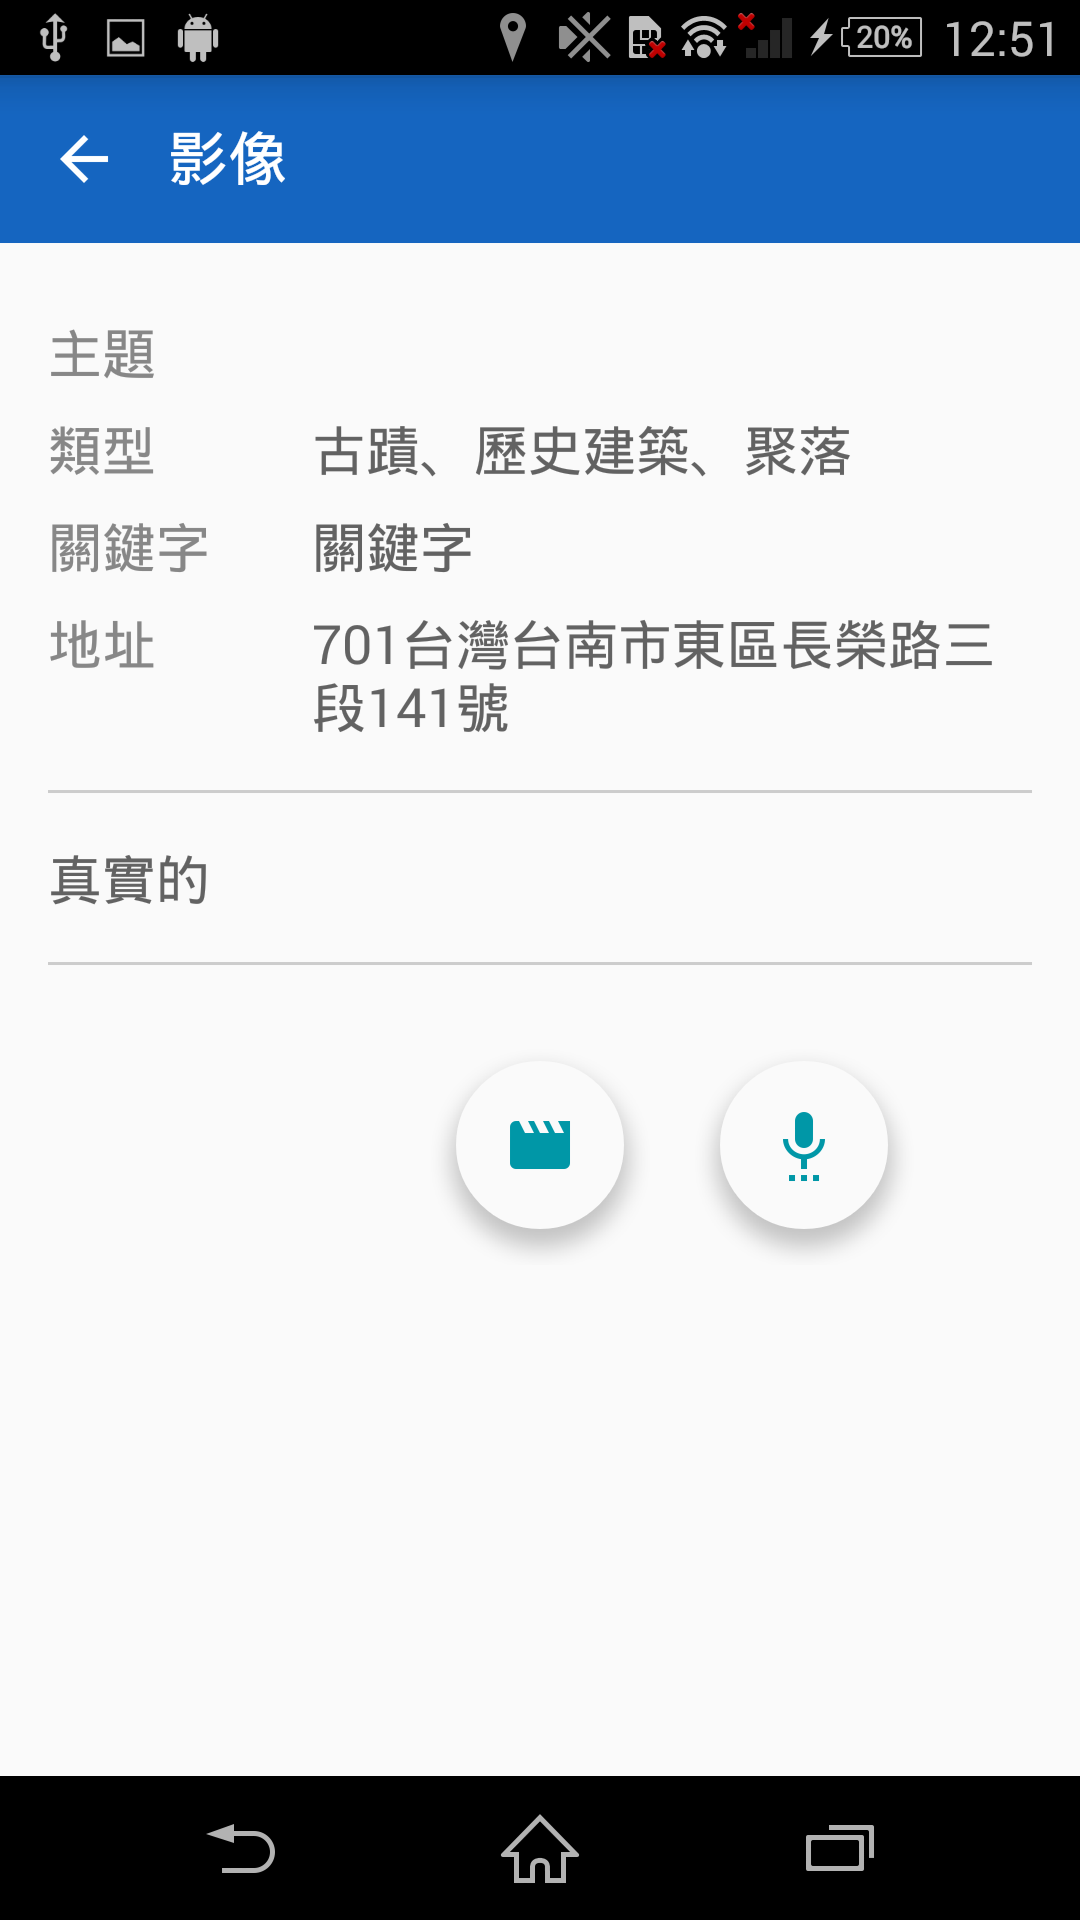 20% 12:51
影像
主題
類型 古蹟、歷史建築、聚落
關鍵字 關鍵字
地址 701台灣台南市東區長榮路三
段141號
真實的